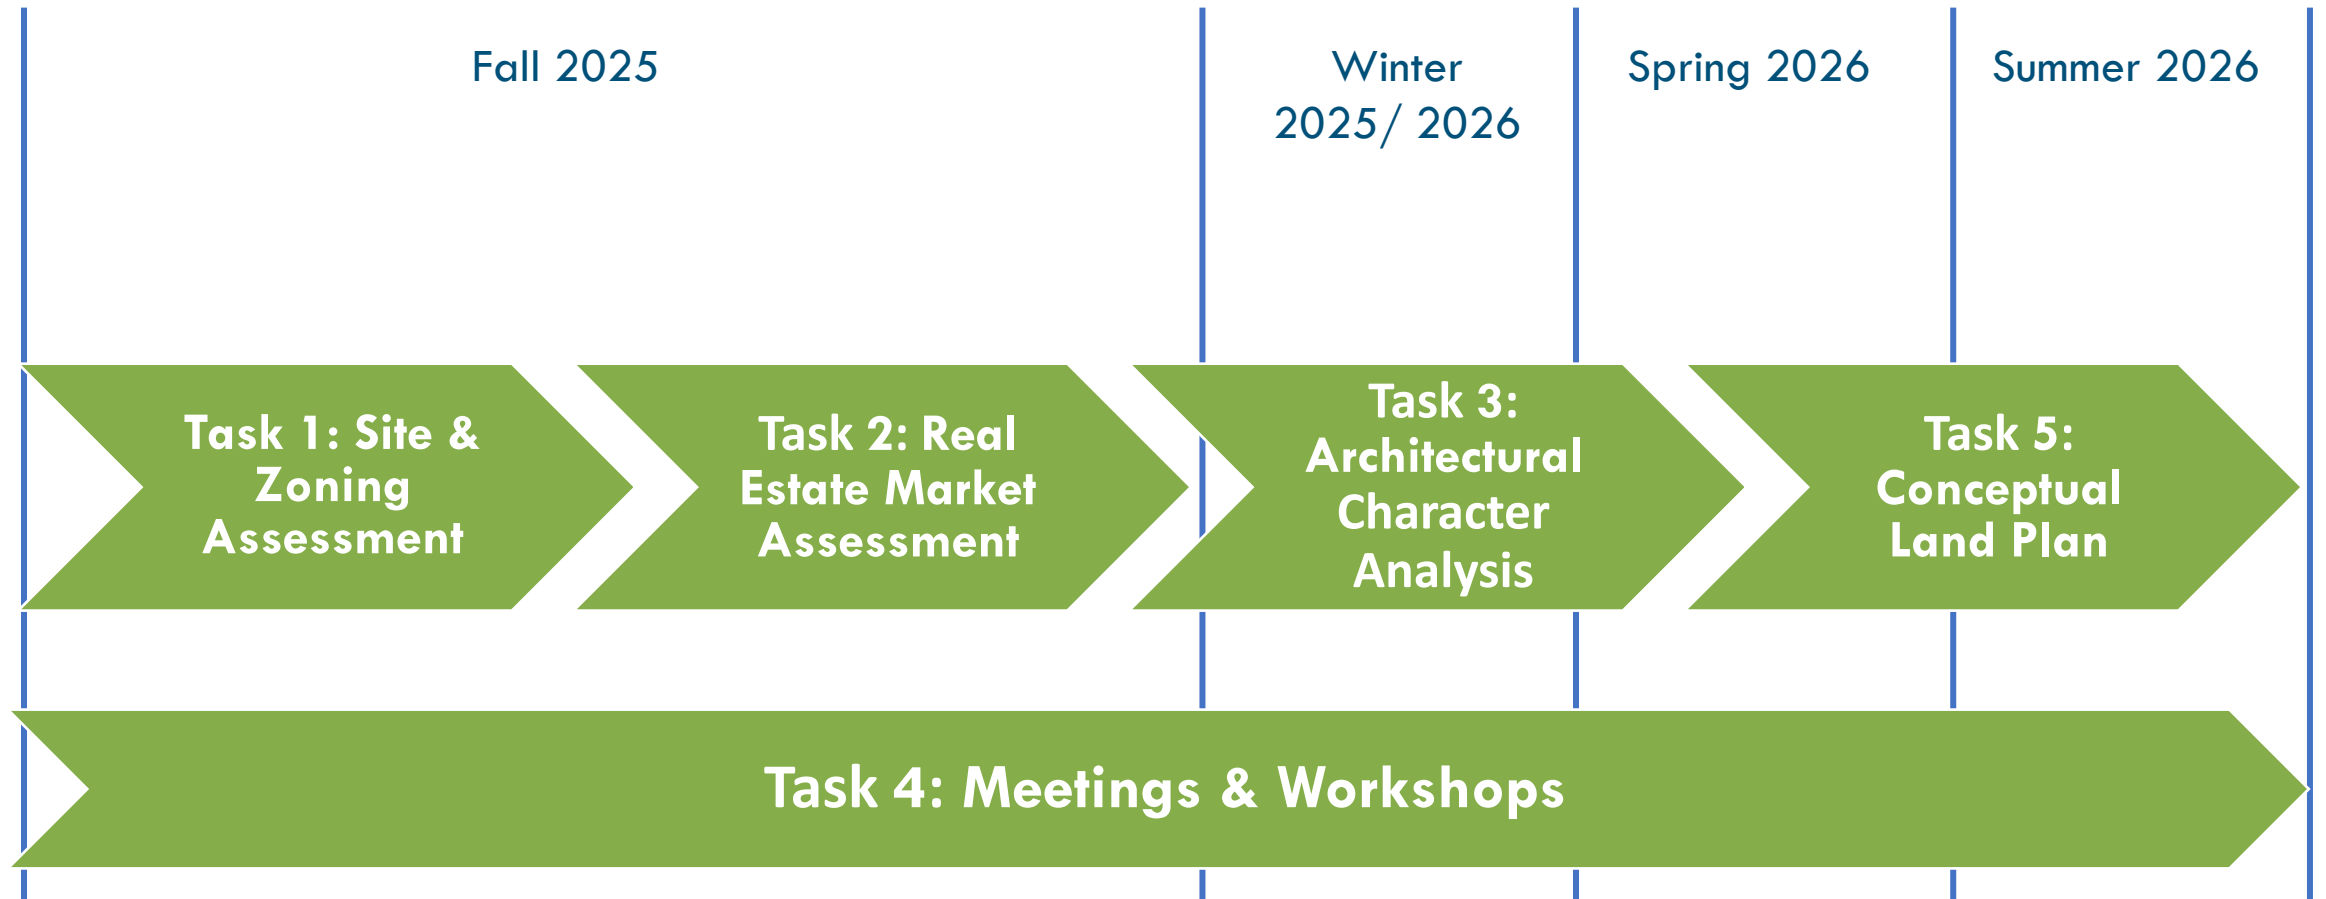 Fall 2025
Winter
2025/ 2026
Spring 2026
Summer 2026
Task 1: Site &
Zoning
Assessment
Task 2: Real
Estate Market
Assessment
Task 3:
Architectural
Character
Analysis
Task 5:
Conceptual
Land Plan
Task 4: Meetings & Workshops